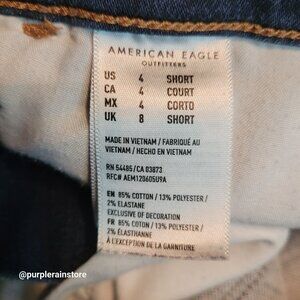 AMERICAN EAGLE
OUTFITTERS
US 4 SHORT
CA 4 COURT
MX 4 CORTO
UK 8 SHORT
MADE IN VIETNAM / FABRIQUÉ AU
VIETNAM / HECHO EN VIETNAM
RN 54485/CA 03873
RFC# AEM120605U9A
EN 85% COTTON / 13% POLYESTER /
2% ELASTANE
EXCLUSIVE OF DECORATION
FR 85% COTON / 13% POLYESTER /
2% ÉLASTHANNE
À L'EXCEPTION DE LA GARNITURE
@purplerainstore